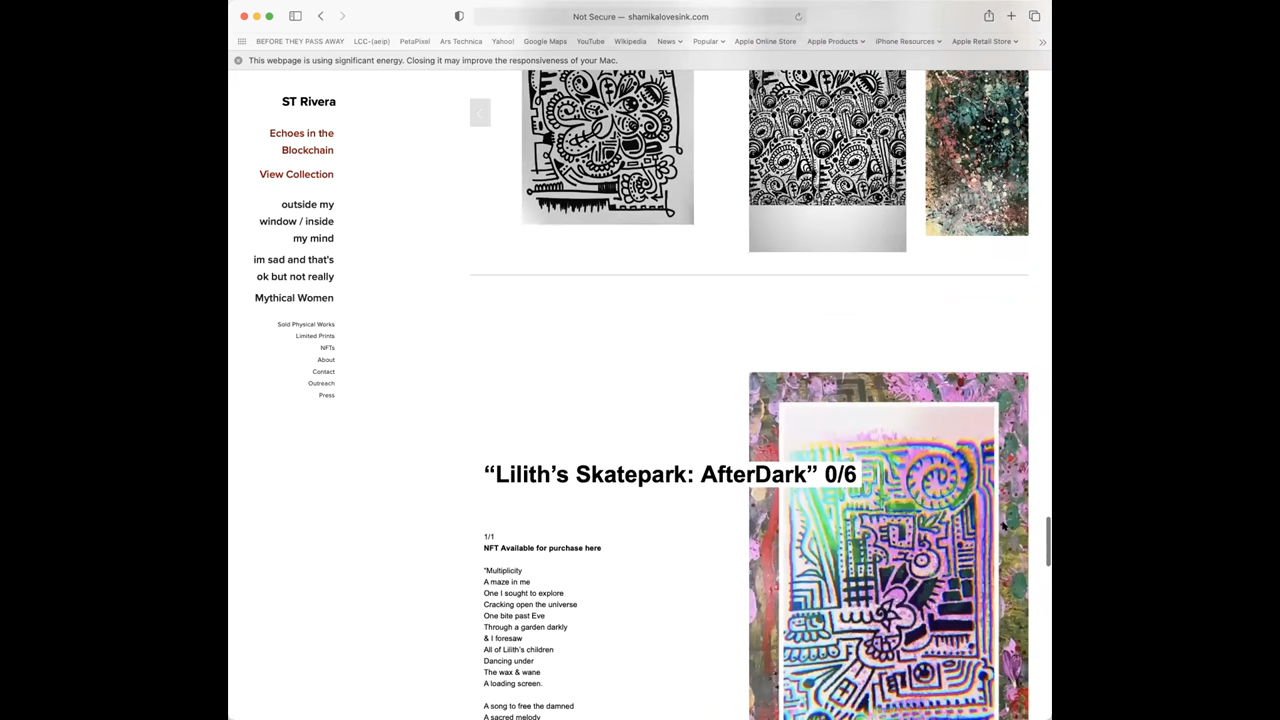 Not Secure — shamikalovesink.com
BEFORE THEY PASS AWAY LCC-(aeip) PetaPixel Ars Technica Yahoo! Google Maps YouTube Wikipedia News Popular Apple Online Store Apple Products iPhone Resources Apple Retail Store
This webpage is using significant energy. Closing it may improve the responsiveness of your Mac.
ST Rivera
Echoes in the
Blockchain
View Collection
outside my
window / inside
my mind
im sad and that's
ok but not really
Mythical Women
Sold Physical Works
Limited Prints
NFTs
About
Contact
Outreach
Press
“Lilith’s Skatepark: AfterDark” 0/6
1/1
NFT Available for purchase here
“Multiplicity
A maze in me
One I sought to explore
Cracking open the universe
One bite past Eve
Through a garden darkly
& I foresaw
All of Lilith’s children
Dancing under
The wax & wane
A loading screen.
A song to free the damned
A sacred melody